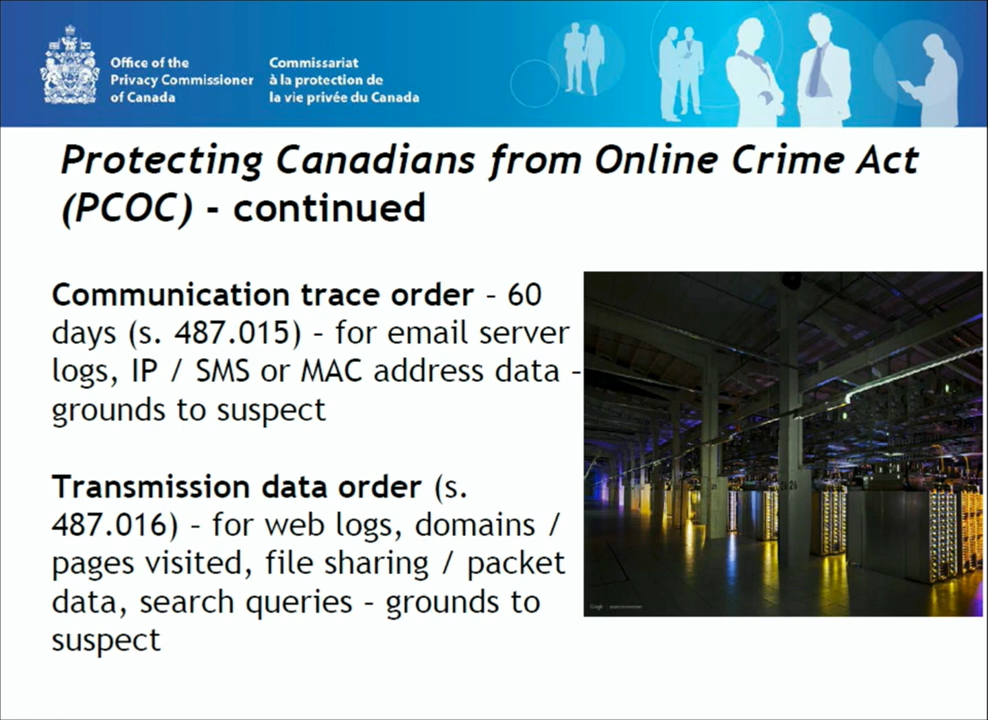 Office of the
Privacy Commissioner
of Canada
Commissariat
à la protection de
la vie privée du Canada
Protecting Canadians from Online Crime Act
(PCOC) - continued
Communication trace order – 60
days (s. 487.015) – for email server
logs, IP / SMS or MAC address data -
grounds to suspect
Transmission data order (s.
487.016) – for web logs, domains /
pages visited, file sharing / packet
data, search queries – grounds to
suspect
Google